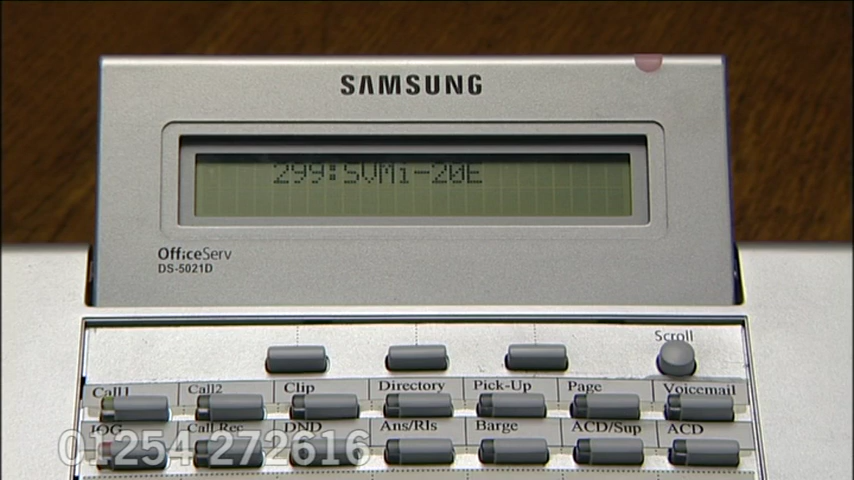 SAMSUNG
299:SVMi-20E
OfficeServ
DS-5021D
Scroll
Call1 Call2 Clip Directory Pick-Up Page Voicemail
IOG Call Rec DND Ans/Rls Barge ACD/Sup ACD
01254 272616